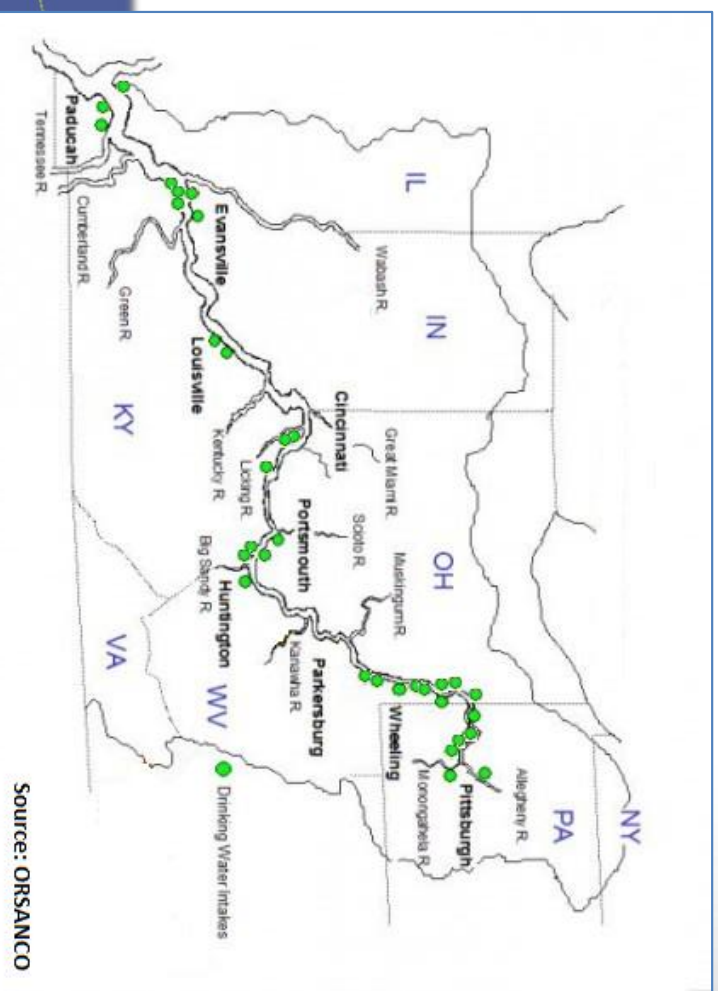 NY
PA
OH
IN
IL
KY
WV
VA
Allegheny R.
Pittsburgh
Monongahela R.
Wheeling
Muskingum R.
Parkersburg
Kanawha R.
Scioto R.
Portsmouth
Huntington
Big Sandy R.
Great Miami R.
Cincinnati
Licking R.
Kentucky R.
Louisville
Wabash R.
Evansville
Green R.
Cumberland R.
Paducah
Tennessee R.
Drinking Water Intakes
Source: ORSANCO